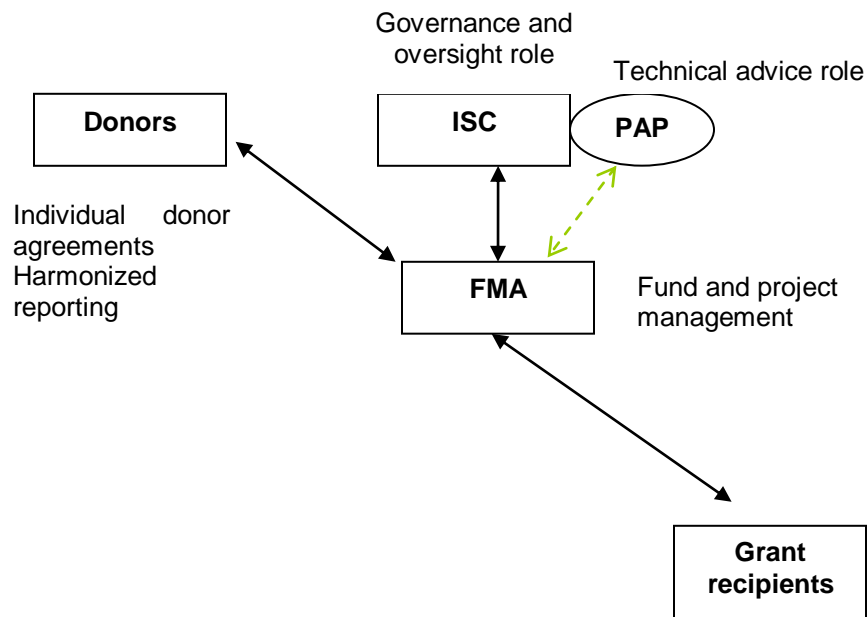 Governance and
oversight role
Technical advice role
Donors
ISC
PAP
Individual donor
agreements
Harmonized
reporting
FMA
Fund and project
management
Grant
recipients